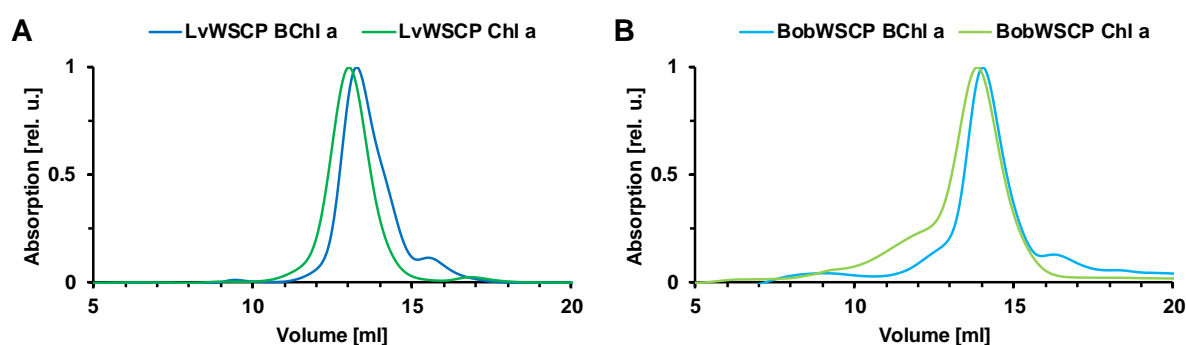 A
LvWSCP BChl a
LvWSCP Chl a
1
0.5
0
Absorption [rel. u.]
5
10
15
20
Volume [ml]
B
BobWSCP BChl a
BobWSCP Chl a
1
0.5
0
Absorption [rel. u.]
5
10
15
20
Volume [ml]